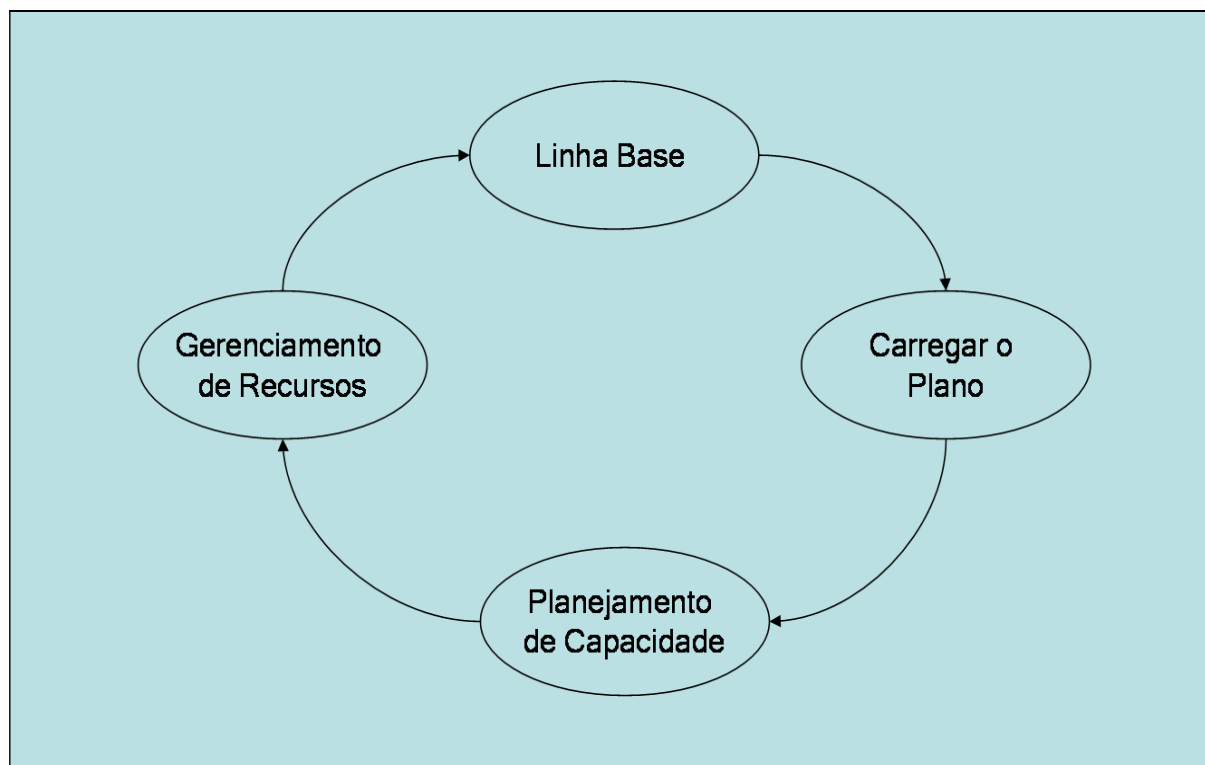 Linha Base
Gerenciamento
de Recursos
Carregar o
Plano
Planejamento
de Capacidade